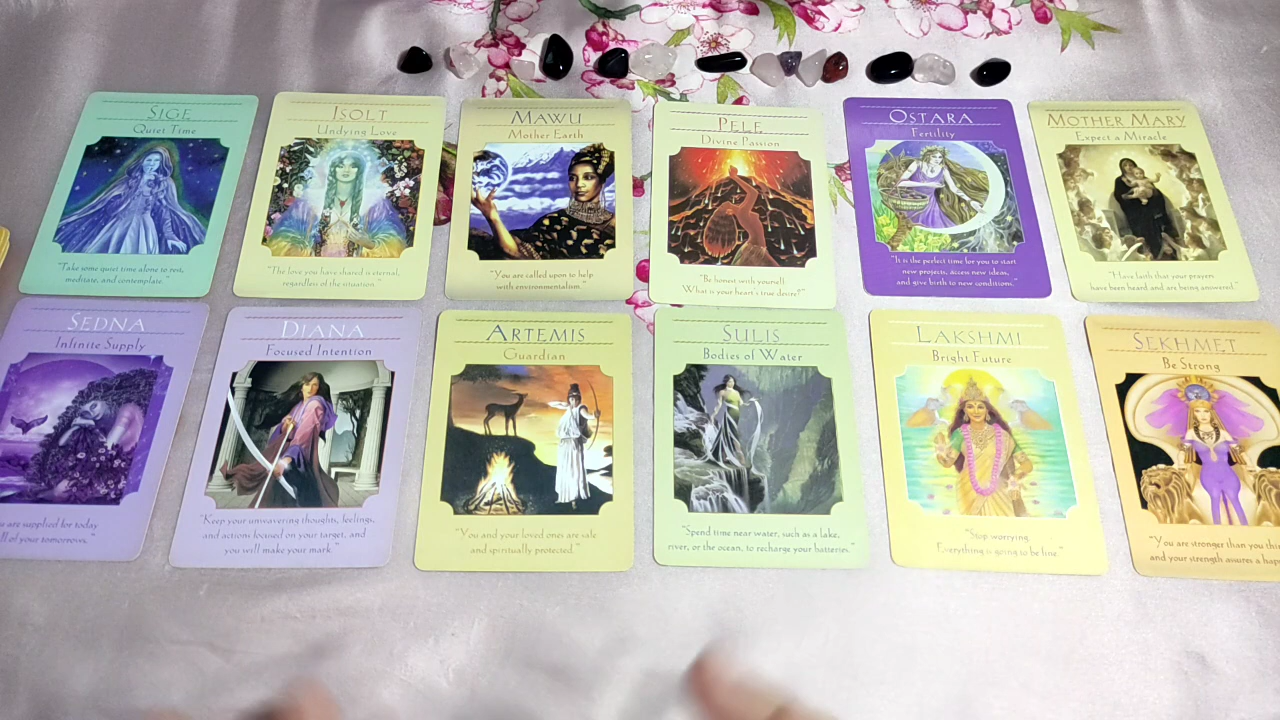 SIGE
Quiet Time
"Take some quiet time alone to rest,
meditate, and contemplate."
ISOLT
Undying Love
"The love you have shared is eternal,
regardless of the situation."
MAWU
Mother Earth
"You are called upon to help
with environmentalism."
PELE
Divine Passion
"Be honest with yourself.
What is your heart's true desire?"
OSTARA
Fertility
"It is the perfect time for you to start
new projects, access new ideas,
and give birth to new conditions."
MOTHER MARY
Expect a Miracle
"Have faith that your prayers
have been heard and are being answered."
SEDNA
Infinite Supply
are supplied for today
all of your tomorrows."
DIANA
Focused Intention
"Keep your unwavering thoughts, feelings,
and actions focused on your target, and
you will make your mark."
ARTEMIS
Guardian
"You and your loved ones are safe
and spiritually protected."
SULIS
Bodies of Water
"Spend time near water, such as a lake,
river, or the ocean, to recharge your batteries."
LAKSHMI
Bright Future
"Stop worrying.
Everything is going to be fine."
SEKHMET
Be Strong
"You are stronger than you thi
and your strength assures a hap